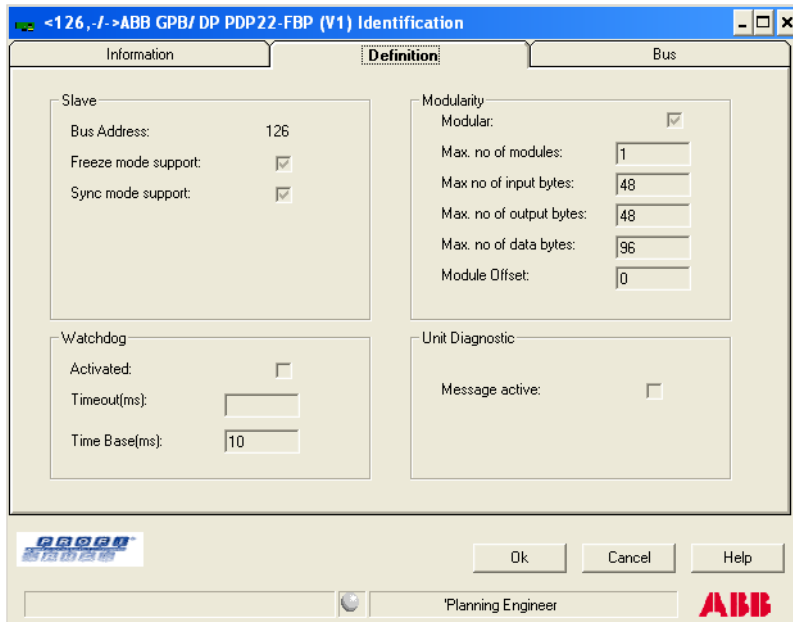 <126,-/->ABB GPB/ DP PDP22-FBP (V1) Identification
Information
Definition
Bus
Slave
Bus Address: 126
Freeze mode support:
Sync mode support:
Modularity
Modular:
Max. no of modules: 1
Max no of input bytes: 48
Max. no of output bytes: 48
Max. no of data bytes: 96
Module Offset: 0
Watchdog
Activated:
Timeout(ms):
Time Base(ms): 10
Unit Diagnostic
Message active:
PROFI
Ok
Cancel
Help
'Planning Engineer
ABB